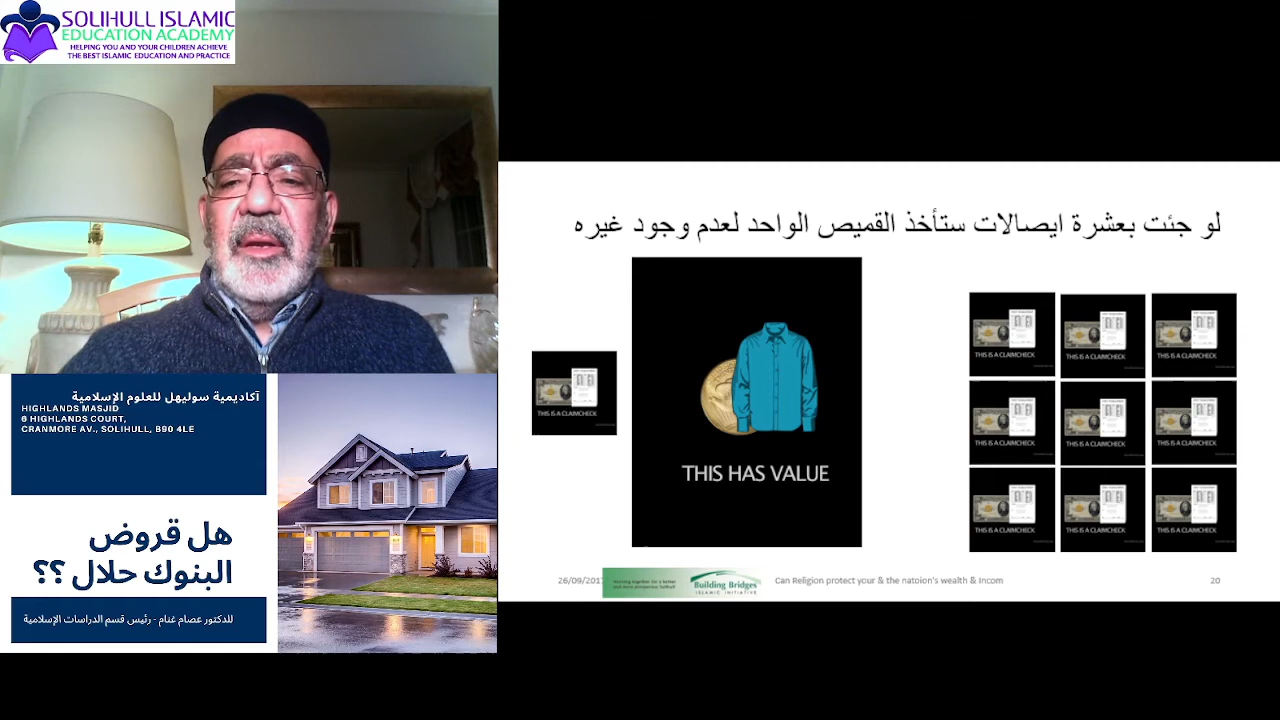 SOLIHULL ISLAMIC
EDUCATION ACADEMY
HELPING YOU AND YOUR CHILDREN ACHIEVE
THE BEST ISLAMIC EDUCATION AND PRACTICE
آكاديمية سوليهل للعلوم الإسلامية
HIGHLANDS MASJID
6 HIGHLANDS COURT,
CRANMORE AV., SOLIHULL, B90 4LE
هل قروض
البنوك حلال ؟؟
للدكتور عصام غنام - رئيس قسم الدراسات الإسلامية
لو جئت بعشرة ايصالات ستأخذ القميص الواحد لعدم وجود غيره
THIS IS A CLAIMCHECK
THIS HAS VALUE
THIS IS A CLAIMCHECK
THIS IS A CLAIMCHECK
THIS IS A CLAIMCHECK
THIS IS A CLAIMCHECK
THIS IS A CLAIMCHECK
THIS IS A CLAIMCHECK
THIS IS A CLAIMCHECK
THIS IS A CLAIMCHECK
THIS IS A CLAIMCHECK
26/09/201
Building Bridges
ISLAMIC INITIATIVE
Can Religion protect your & the natoion's wealth & Incom
20